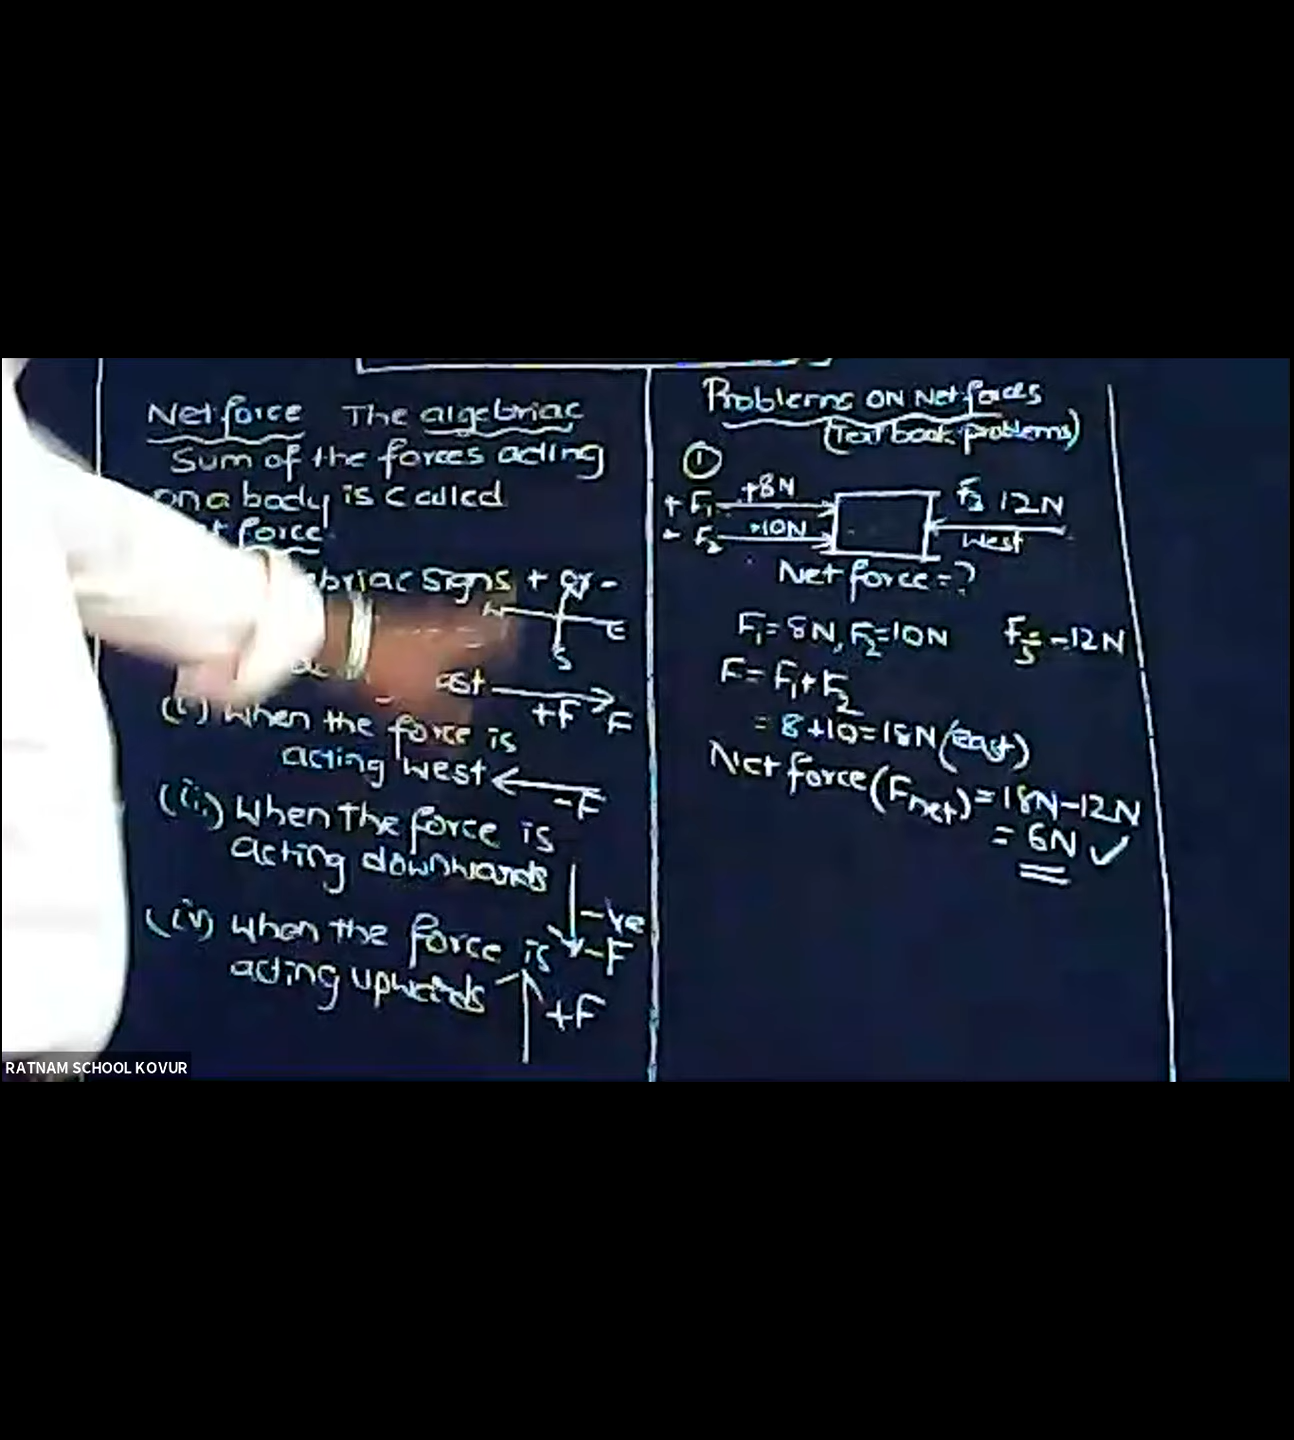 Net force The algebriac
Sum of the forces acting
on a body is called
force
briac signs + or -
W E
S
ast +F F
(ii) When the force is
acting west -F
(iii) When the force is
acting downwards
-ve
-F
(iv) When the force is
acting upwards +F
Problems ON Net forces
(Text book problems)
①
+ F₁ +8N F₃ 12N
F₂ +10N West
Net force = ?
F₁ = 8N, F₂ = 10N F₃ = -12N
F = F₁ + F₂
= 8 + 10 = 18N (east)
Net force (Fnet) = 18N - 12N
= 6N ✓
RATNAM SCHOOL KOVUR